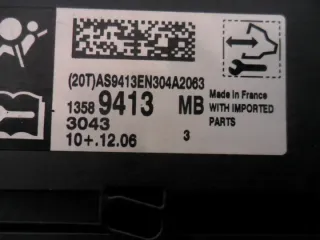 (20T)AS9413EN304A2063
1358 9413 MB
3043
10+.12.06 3
Made in France
WITH IMPORTED
PARTS